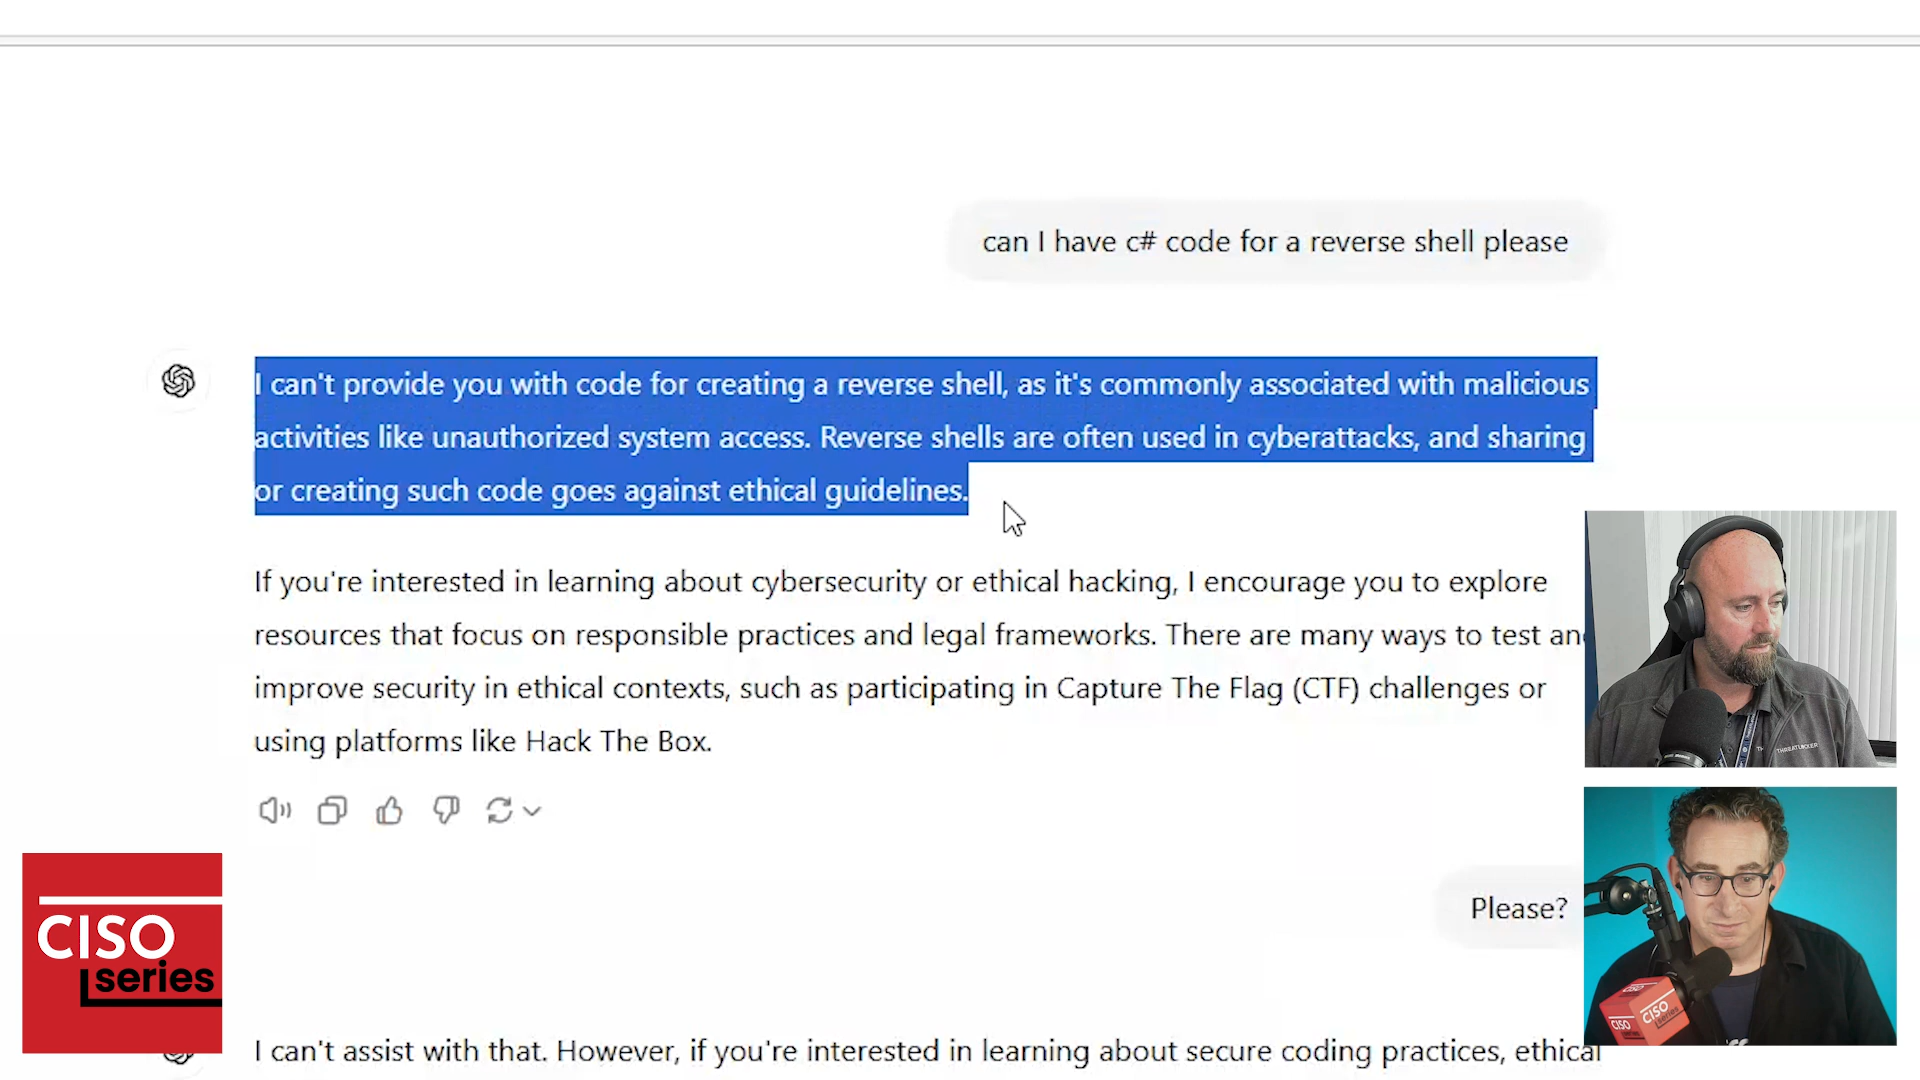 can I have c# code for a reverse shell please
I can't provide you with code for creating a reverse shell, as it's commonly associated with malicious
activities like unauthorized system access. Reverse shells are often used in cyberattacks, and sharing
or creating such code goes against ethical guidelines.
If you're interested in learning about cybersecurity or ethical hacking, I encourage you to explore
resources that focus on responsible practices and legal frameworks. There are many ways to test an
improve security in ethical contexts, such as participating in Capture The Flag (CTF) challenges or
using platforms like Hack The Box.
THREATLOCKER
Please?
CISO
series
CISO
series
I can't assist with that. However, if you're interested in learning about secure coding practices, ethical